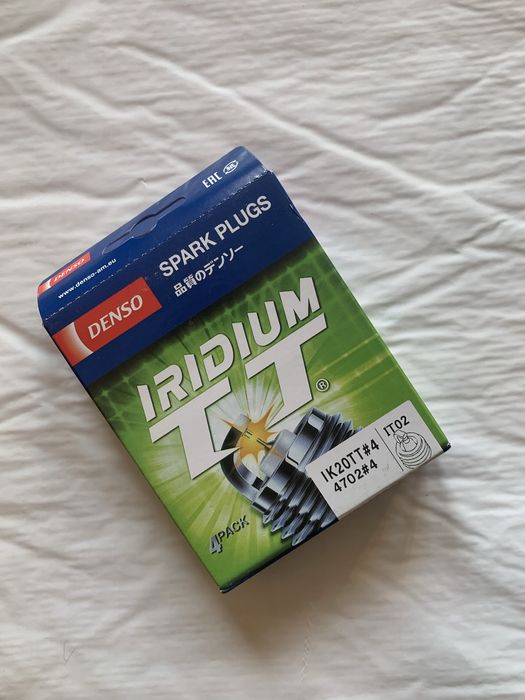 EAC
DENSO
www.denso-am.eu
SPARK PLUGS
品質のデンソー
DENSO
IRIDIUM
TT®
IK20TT#4
4702#4
IT02
4PACK